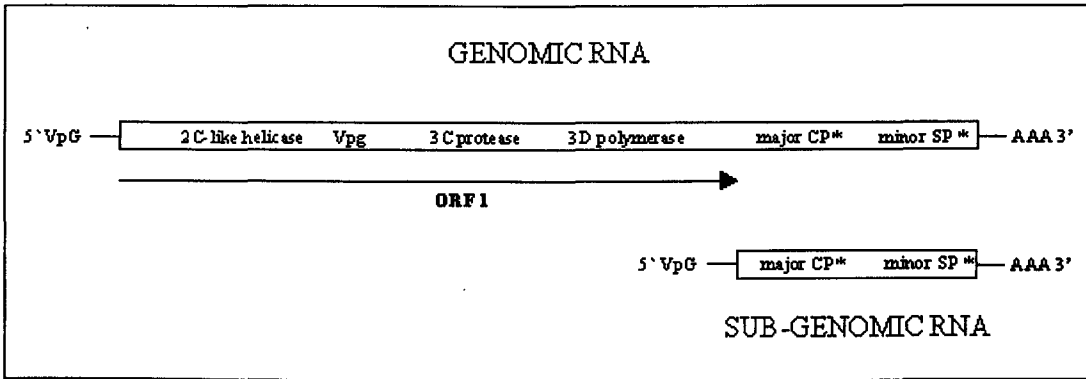 GENOMIC RNA
5`VpG 2C-like helicase Vpg 3C protease 3D polymerase major CP* minor SP* AAA 3'
ORF1
5`VpG major CP* minor SP* AAA 3'
SUB-GENOMIC RNA